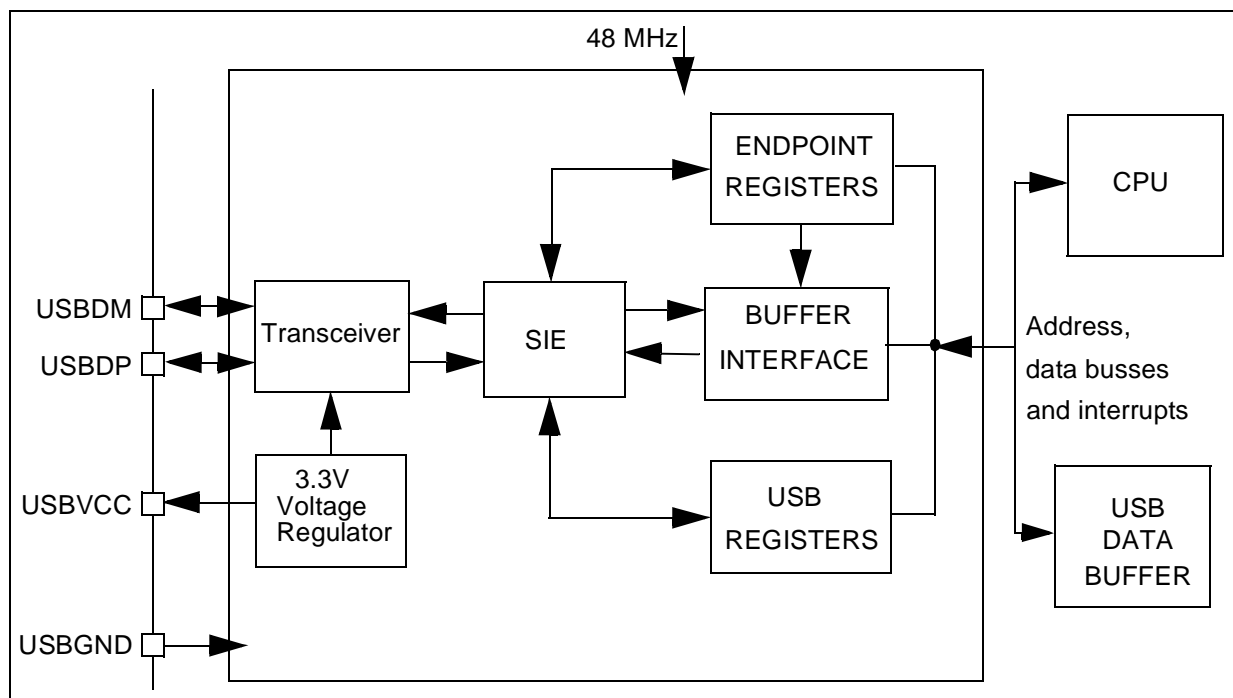 48 MHz
ENDPOINT
REGISTERS
CPU
USBDM
USBDP
Transceiver
SIE
BUFFER
INTERFACE
Address,
data busses
and interrupts
USBVCC
3.3V
Voltage
Regulator
USB
REGISTERS
USB
DATA
BUFFER
USBGND